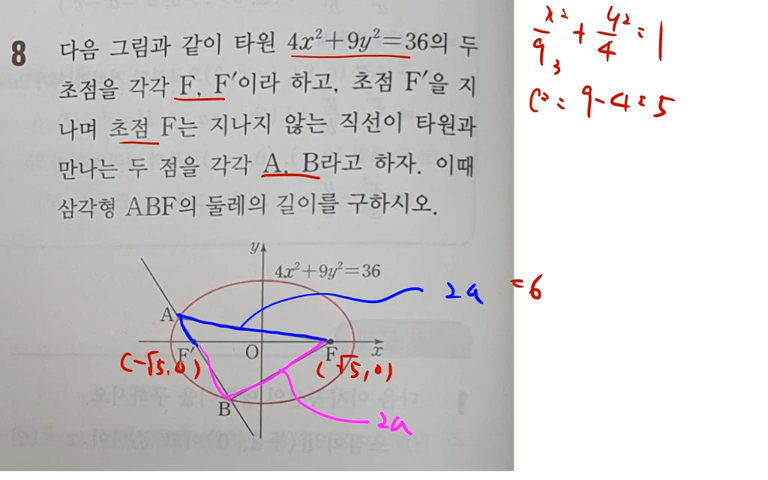 8 다음 그림과 같이 타원 4x²+9y²=36의 두
초점을 각각 F, F′이라 하고, 초점 F′을 지
나며 초점 F는 지나지 않는 직선이 타원과
만나는 두 점을 각각 A, B라고 하자. 이때
삼각형 ABF의 둘레의 길이를 구하시오.
x²/9 + y²/4 = 1
3
c² = 9-4=5
y
4x²+9y²=36
2a = 6
A
F′ O F x
(-√5, 0) (√5, 0)
B
2a